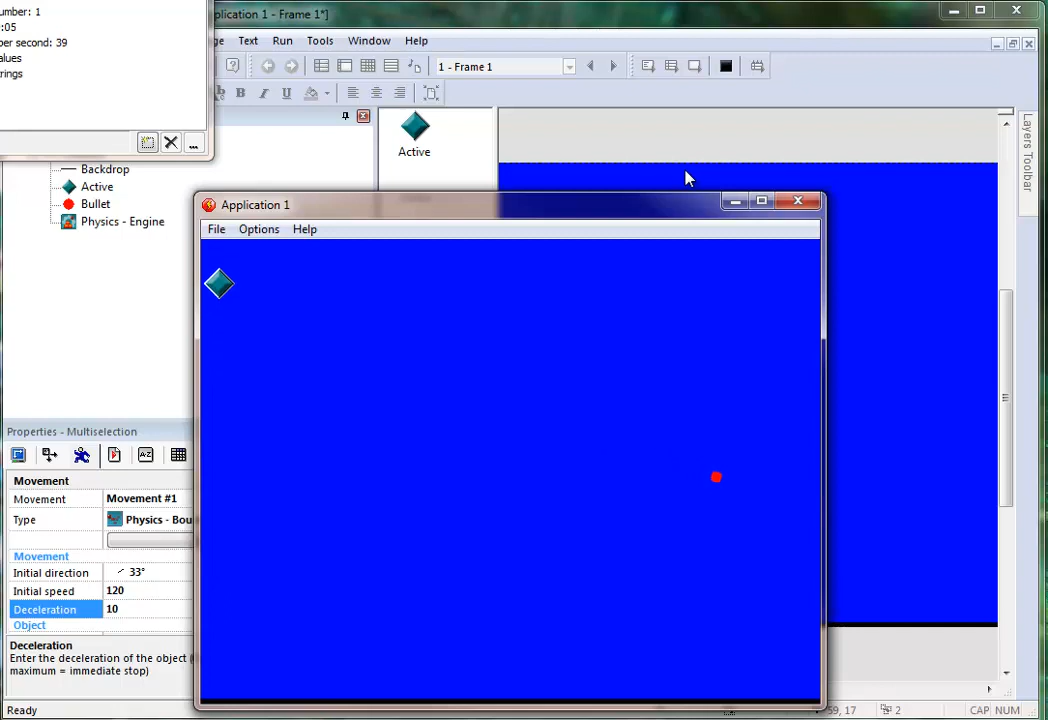 umber: 1
:05
per second: 39
alues
rings
pplication 1 - Frame 1*]
ge Text Run Tools Window Help
1 - Frame 1
Active
Layers Toolbar
Backdrop
Active
Bullet
Physics - Engine
Application 1
File Options Help
Properties - Multiselection
Movement
Movement Movement #1
Type Physics - Bou
Movement
Initial direction 33°
Initial speed 120
Deceleration 10
Object
Deceleration
Enter the deceleration of the object (
maximum = immediate stop)
Ready
59, 17
2
CAP NUM